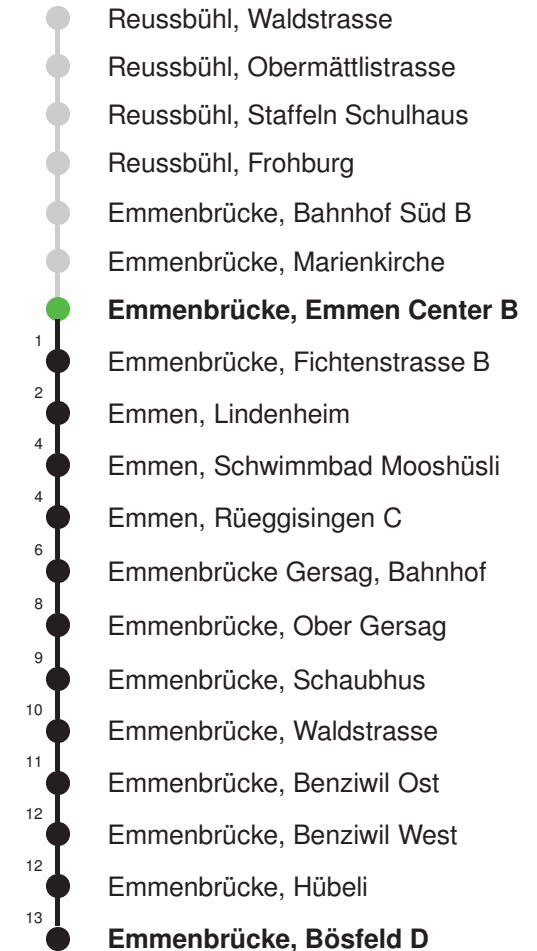 Reussbühl, Waldstrasse
Reussbühl, Obermättlistrasse
Reussbühl, Staffeln Schulhaus
Reussbühl, Frohburg
Emmenbrücke, Bahnhof Süd B
Emmenbrücke, Marienkirche
Emmenbrücke, Emmen Center B
1 Emmenbrücke, Fichtenstrasse B
2 Emmen, Lindenheim
4 Emmen, Schwimmbad Mooshüsli
4 Emmen, Rüeggisingen C
6 Emmenbrücke Gersag, Bahnhof
8 Emmenbrücke, Ober Gersag
9 Emmenbrücke, Schaubhus
10 Emmenbrücke, Waldstrasse
11 Emmenbrücke, Benziwil Ost
12 Emmenbrücke, Benziwil West
12 Emmenbrücke, Hübeli
13 Emmenbrücke, Bösfeld D